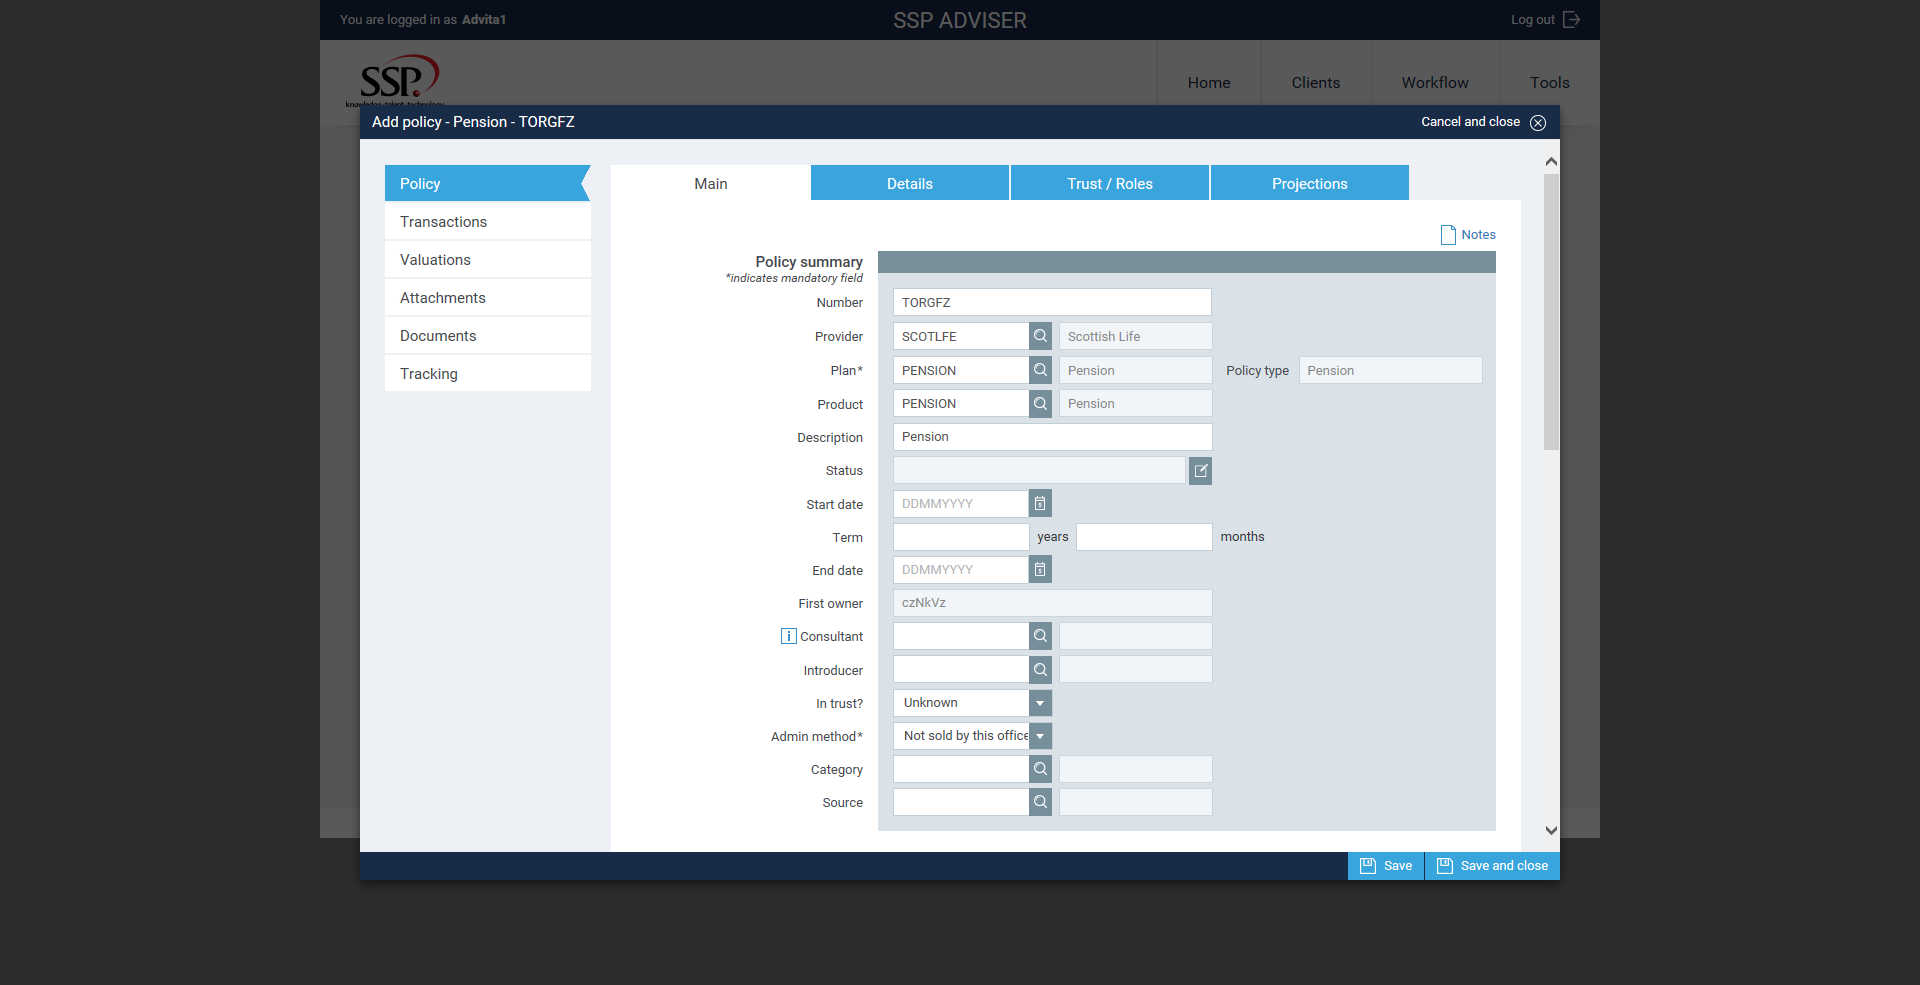 You are logged in as Advita1
SSP ADVISER
Log out
SSP
knowledge-talent-technology
Home
Clients
Workflow
Tools
Add policy - Pension - TORGFZ
Cancel and close
Policy
Transactions
Valuations
Attachments
Documents
Tracking
Main
Details
Trust / Roles
Projections
Notes
Policy summary
*indicates mandatory field
Number TORGFZ
Provider SCOTLFE Scottish Life
Plan* PENSION Pension Policy type Pension
Product PENSION Pension
Description Pension
Status
Start date DDMMYYYY
Term years months
End date DDMMYYYY
First owner czNkVz
i Consultant
Introducer
In trust? Unknown
Admin method* Not sold by this office
Category
Source
Save
Save and close